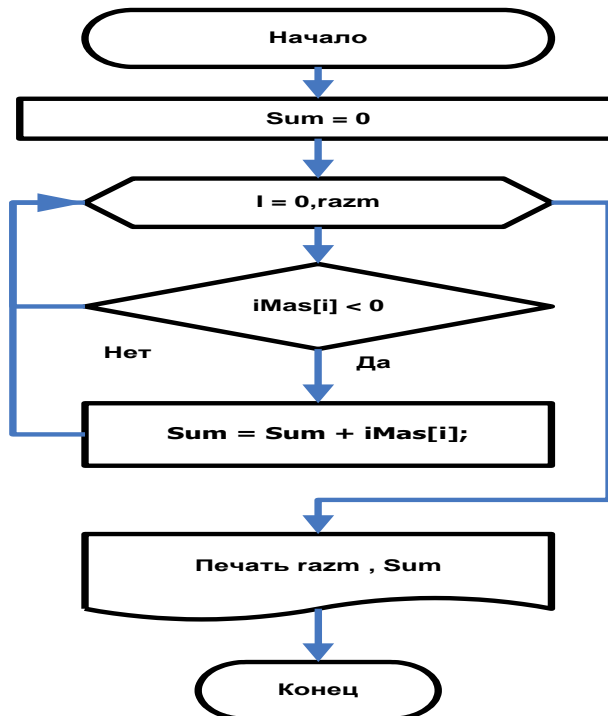 Начало
Sum = 0
I = 0,razm
iMas[i] < 0
Нет
Да
Sum = Sum + iMas[i];
Печать razm , Sum
Конец